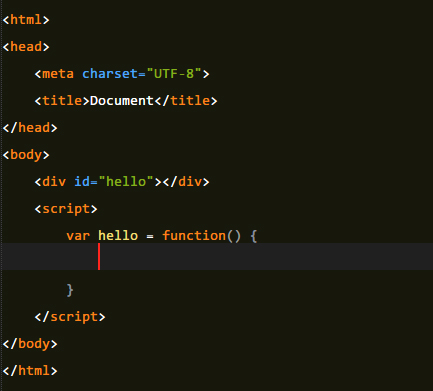 <html>
<head>
<meta charset="UTF-8">
<title>Document</title>
</head>
<body>
<div id="hello"></div>
<script>
var hello = function() {
}
</script>
</body>
</html>